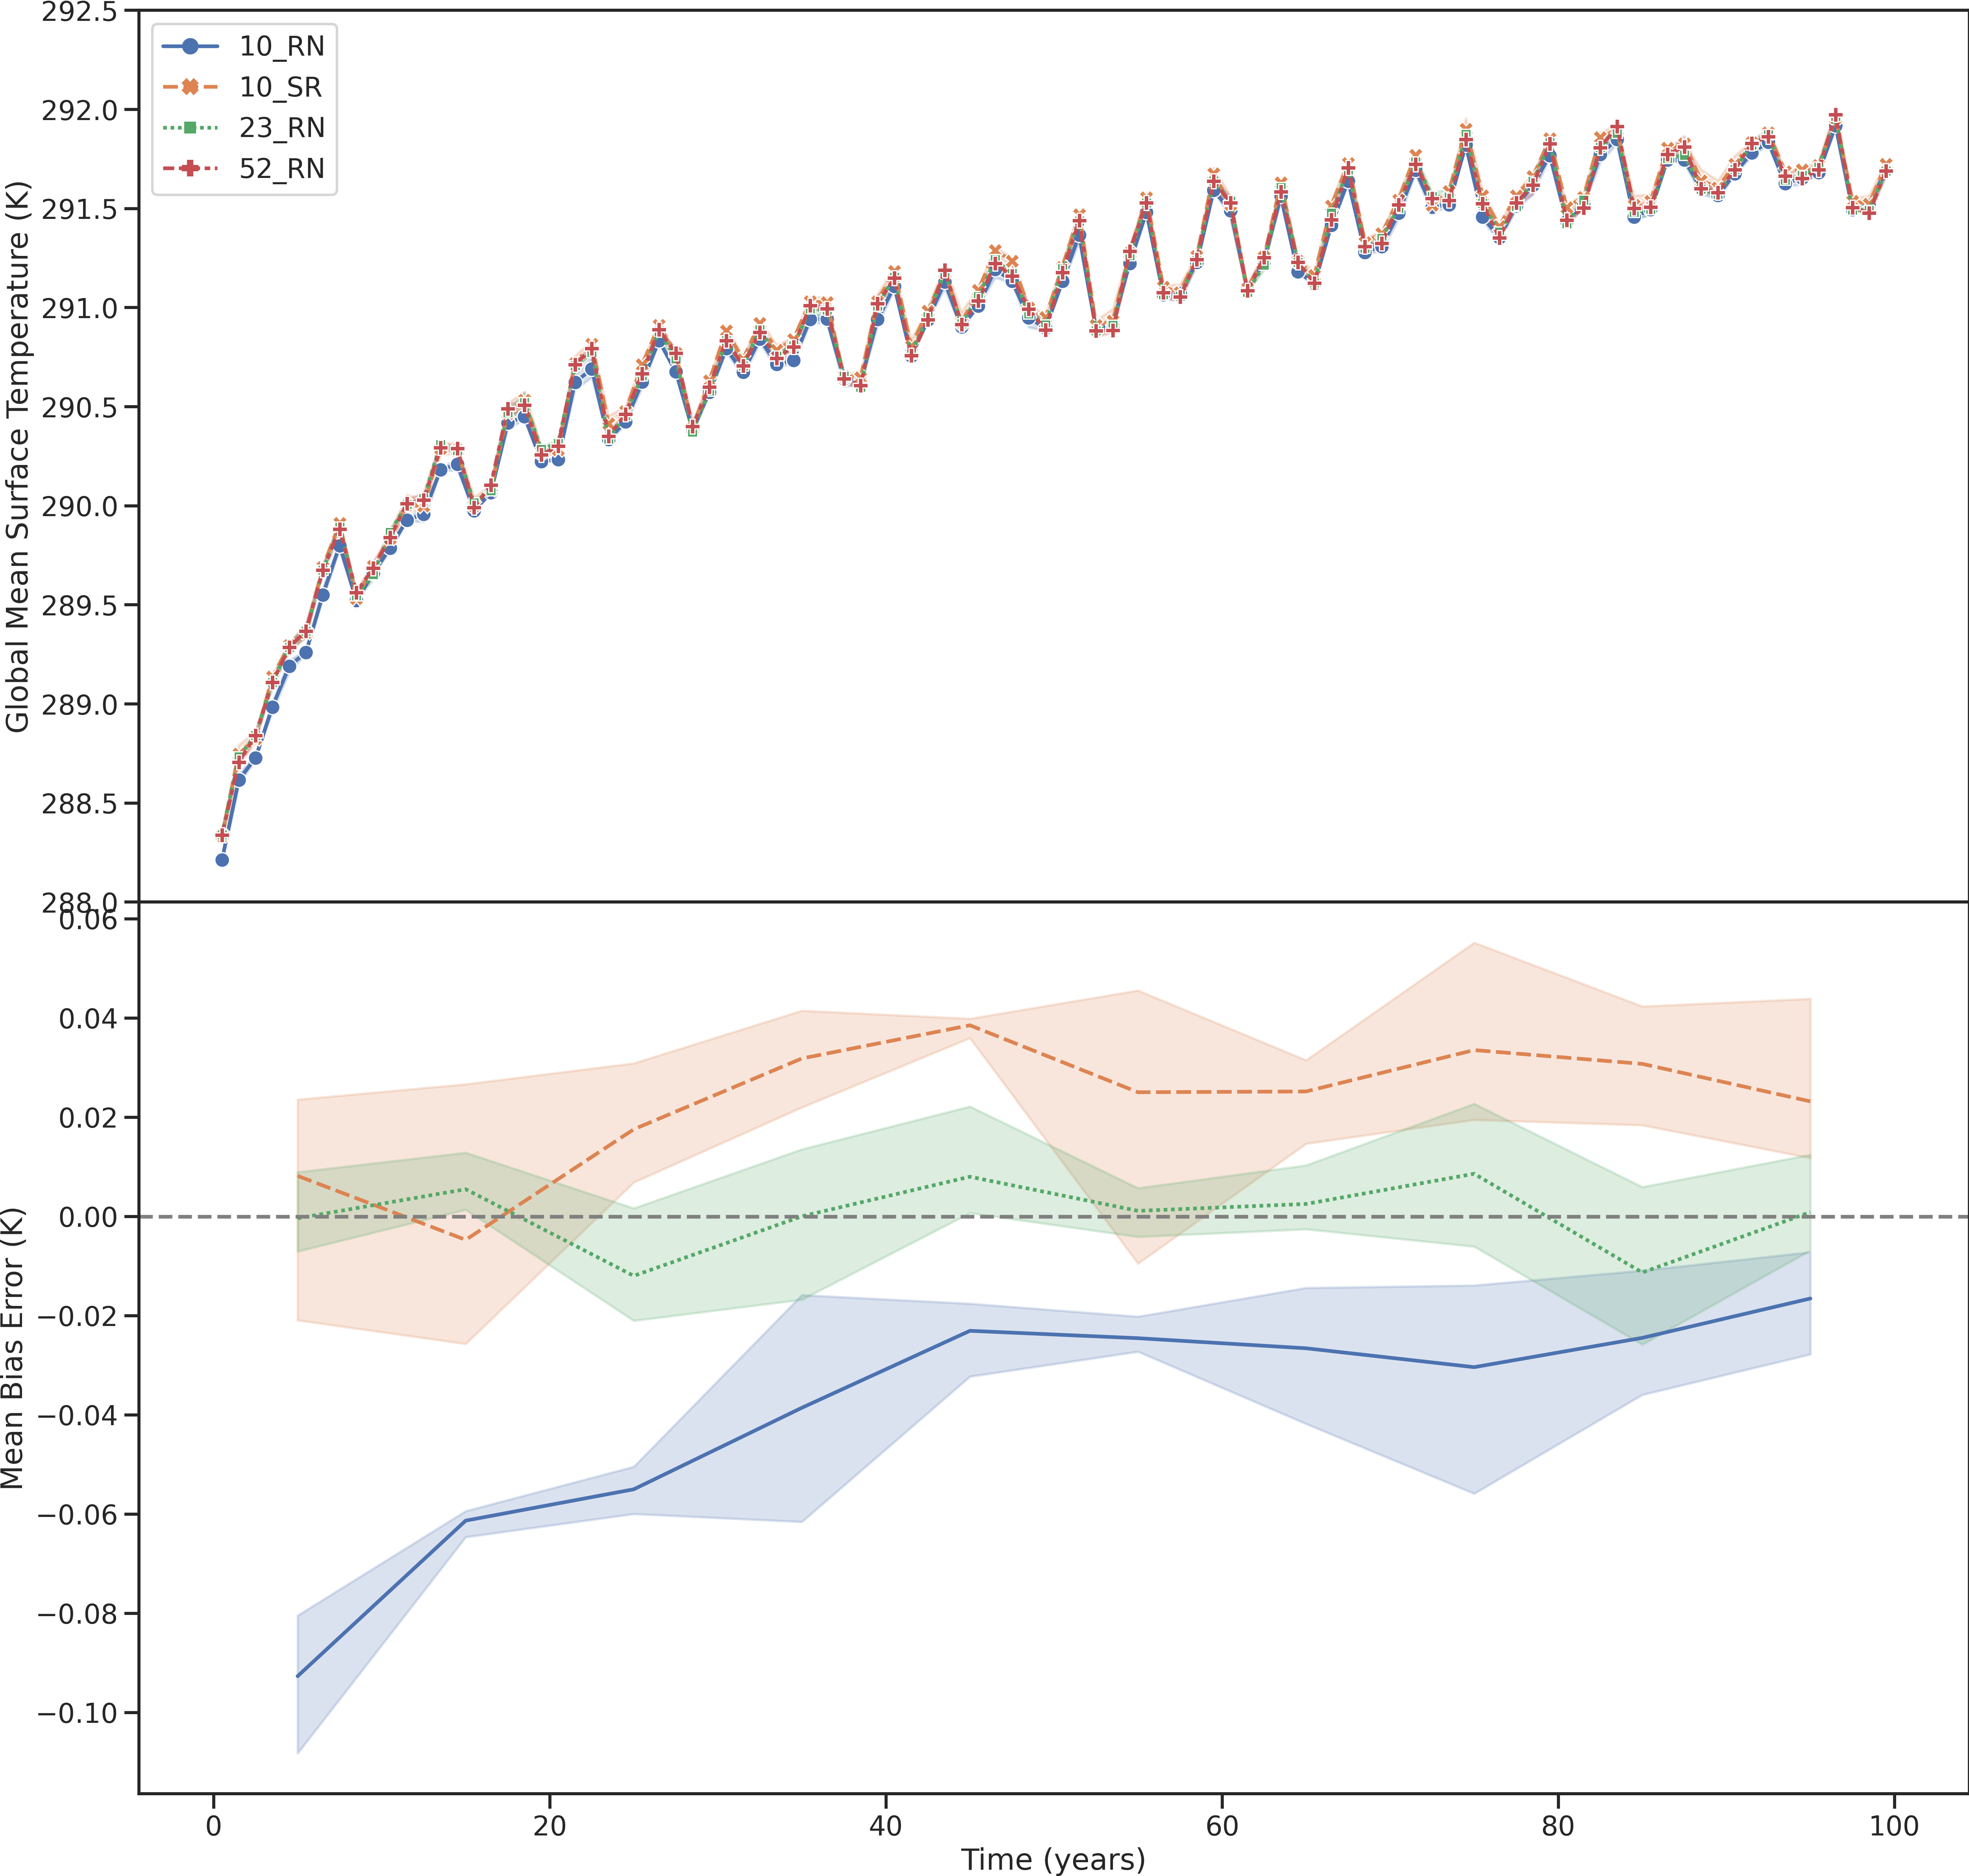 292.5
292.0
291.5
291.0
290.5
290.0
289.5
289.0
288.5
288.0
Global Mean Surface Temperature (K)
10_RN
10_SR
23_RN
52_RN
0.06
0.04
0.02
0.00
−0.02
−0.04
−0.06
−0.08
−0.10
Mean Bias Error (K)
0 20 40 60 80 100
Time (years)